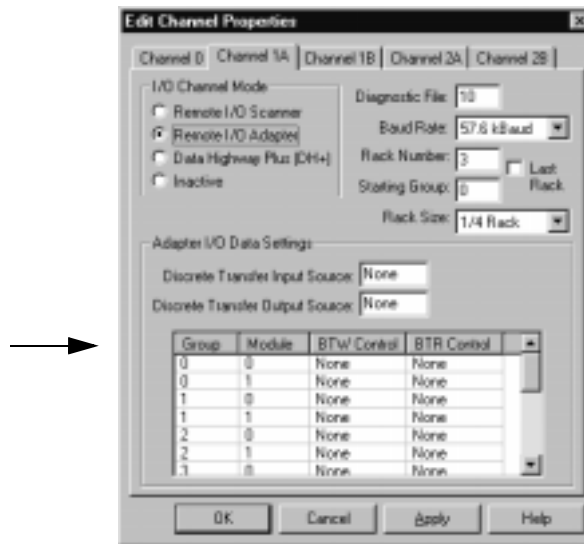 Edit Channel Properties
Channel 0 Channel 1A Channel 1B Channel 2A Channel 2B
I/O Channel Mode
Remote I/O Scanner
Remote I/O Adapter
Data Highway Plus (DH+)
Inactive
Diagnostic File: 10
Baud Rate: 57.6 kBaud
Rack Number: 3
Last Rack
Starting Group: 0
Rack Size: 1/4 Rack
Adapter I/O Data Settings
Discrete Transfer Input Source: None
Discrete Transfer Output Source: None
Group Module BTW Control BTR Control
0 0 None None
0 1 None None
1 0 None None
1 1 None None
2 0 None None
2 1 None None
3 0 None None
OK Cancel Apply Help